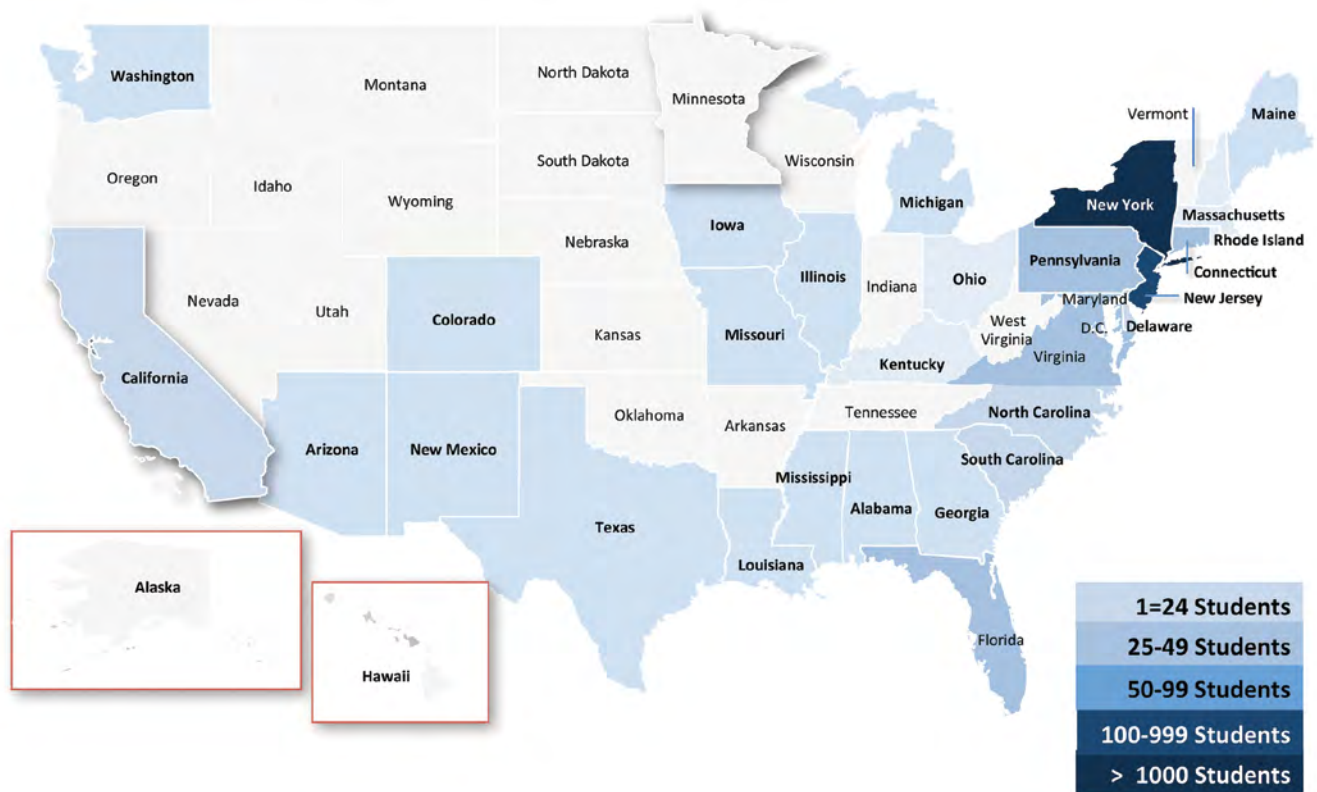 Washington
Montana
North Dakota
Minnesota
Vermont
Maine
Oregon
Idaho
Wyoming
South Dakota
Wisconsin
Michigan
New York
Massachusetts
Rhode Island
Connecticut
New Jersey
Nebraska
Iowa
Illinois
Indiana
Ohio
Pennsylvania
Maryland
D.C.
Delaware
Nevada
Utah
Colorado
Kansas
Missouri
West
Virginia
Virginia
Kentucky
California
Arizona
New Mexico
Oklahoma
Arkansas
Tennessee
North Carolina
South Carolina
Mississippi
Alabama
Georgia
Texas
Louisiana
Florida
Alaska
Hawaii
1=24 Students
25-49 Students
50-99 Students
100-999 Students
> 1000 Students